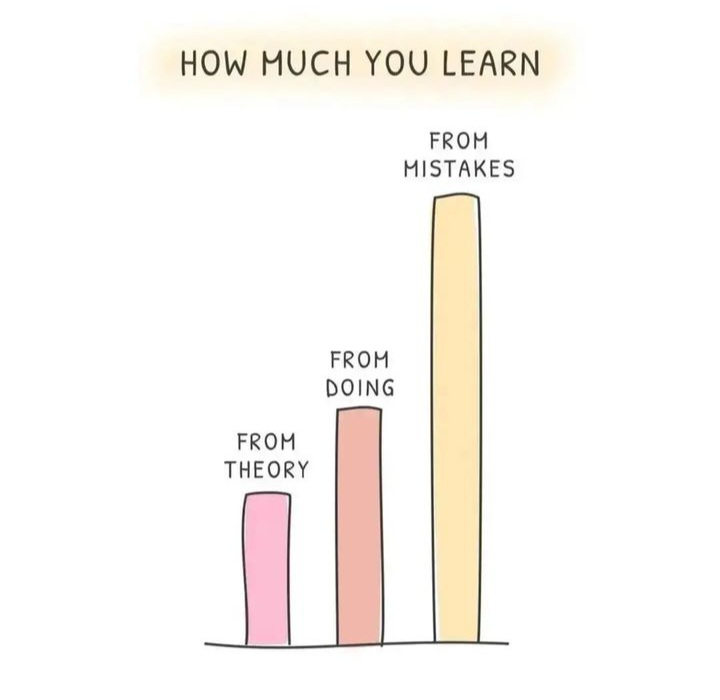 HOW MUCH YOU LEARN
FROM
MISTAKES
FROM
DOING
FROM
THEORY